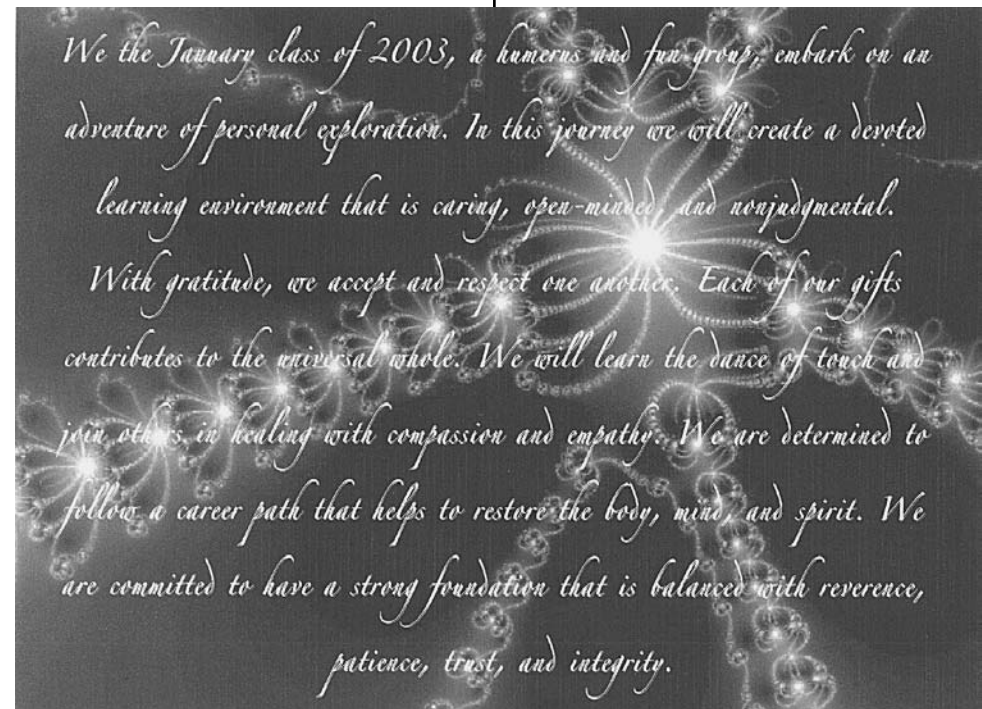 We the January class of 2003, a humerus and fun group, embark on an
adventure of personal exploration. In this journey we will create a devoted
learning environment that is caring, open-minded, and nonjudgmental.
With gratitude, we accept and respect one another. Each of our gifts
contributes to the universal whole. We will learn the dance of touch and
join others in healing with compassion and empathy. We are determined to
follow a career path that helps to restore the body, mind, and spirit. We
are committed to have a strong foundation that is balanced with reverence,
patience, trust, and integrity.